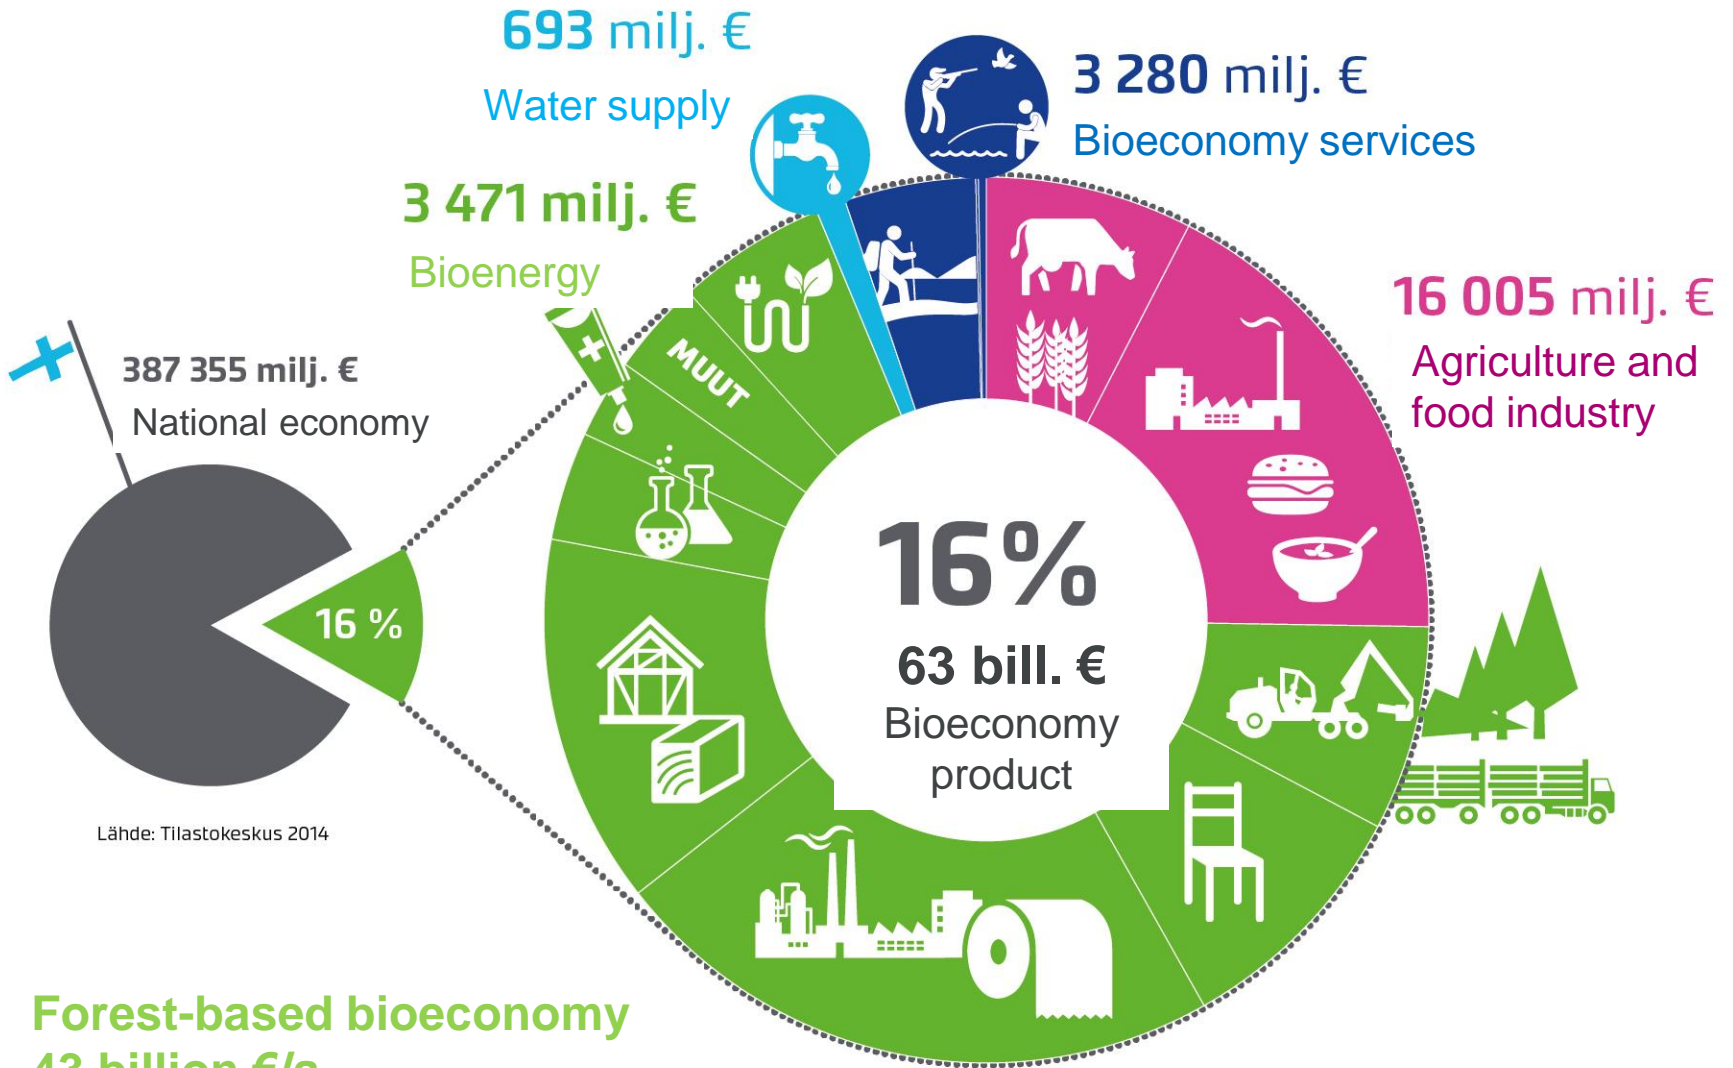 693 milj. €
Water supply
3 280 milj. €
Bioeconomy services
3 471 milj. €
Bioenergy
16 005 milj. €
Agriculture and
food industry
387 355 milj. €
National economy
MUUT
16 %
16%
63 bill. €
Bioeconomy
product
Lähde: Tilastokeskus 2014
Forest-based bioeconomy
43 billion €/a